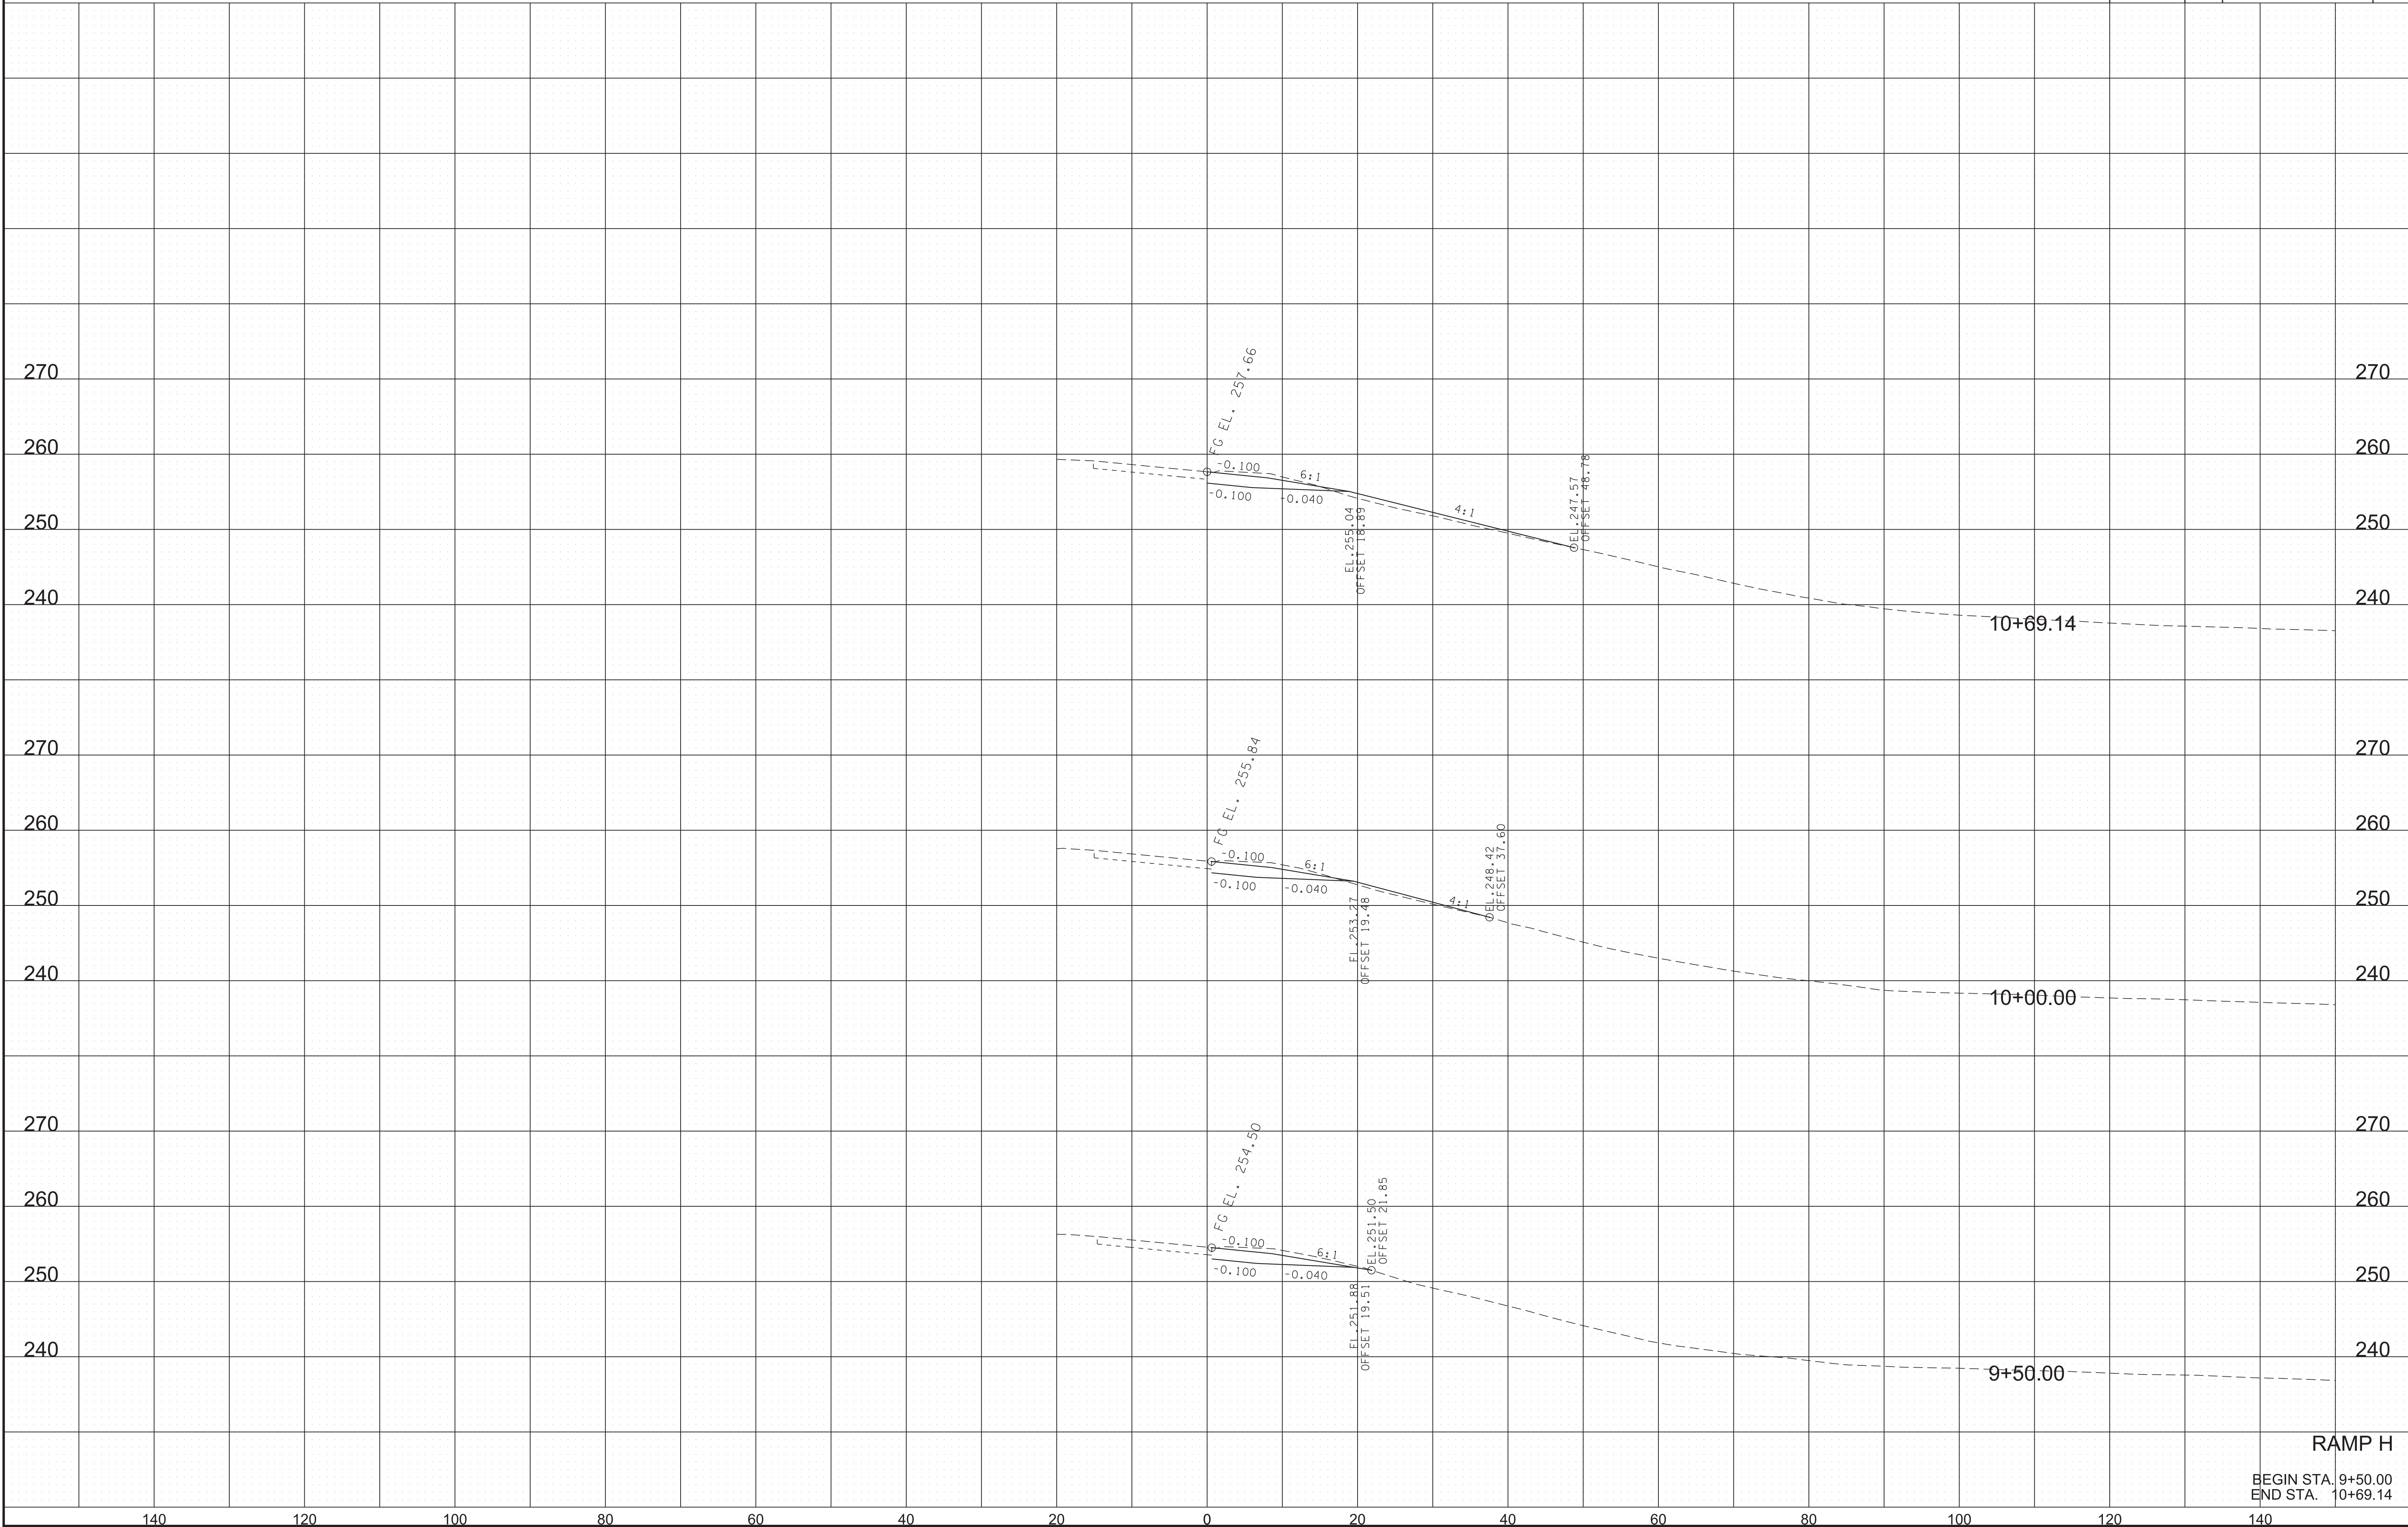 270 270
FG EL. 257.66
260 260
-0.100 6:1
-0.100 -0.040
EL.255.04
OFFSET 18.89
4:1
EL.247.57
OFFSET 48.78
250 250
240 240
10+69.14
270 270
FG EL. 255.84
260 260
-0.100 6:1
-0.100 -0.040
EL.253.27
OFFSET 19.48
4:1
EL.248.42
OFFSET 37.60
250 250
240 240
10+00.00
270 270
FG EL. 254.50
260 260
-0.100 6:1
-0.100 -0.040
EL.251.88
OFFSET 19.51
EL.251.50
OFFSET 21.85
250 250
240 240
9+50.00
RAMP H
BEGIN STA. 9+50.00
END STA. 10+69.14
140 120 100 80 60 40 20 0 20 40 60 80 100 120 140